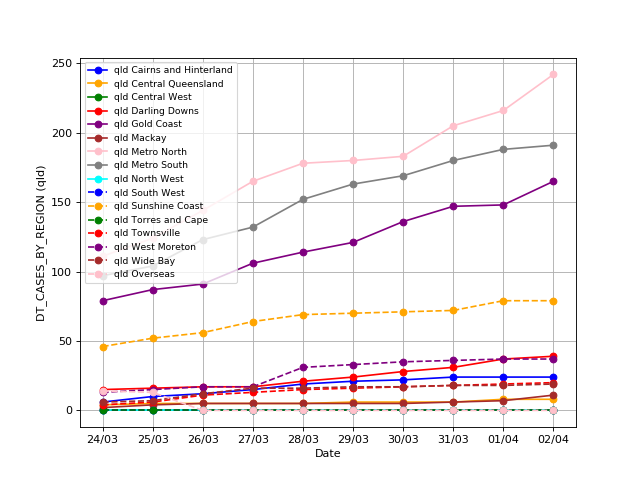 250
200
150
100
50
0
DT_CASES_BY_REGION (qld)
qld Cairns and Hinterland
qld Central Queensland
qld Central West
qld Darling Downs
qld Gold Coast
qld Mackay
qld Metro North
qld Metro South
qld North West
qld South West
qld Sunshine Coast
qld Torres and Cape
qld Townsville
qld West Moreton
qld Wide Bay
qld Overseas
24/03 25/03 26/03 27/03 28/03 29/03 30/03 31/03 01/04 02/04
Date